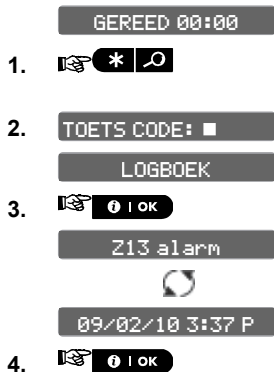 GEREED 00:00
1. *
2. TOETS CODE: ■
LOGBOEK
3. i | OK
Z13 alarm
09/02/10 3:37 P
4. i | OK